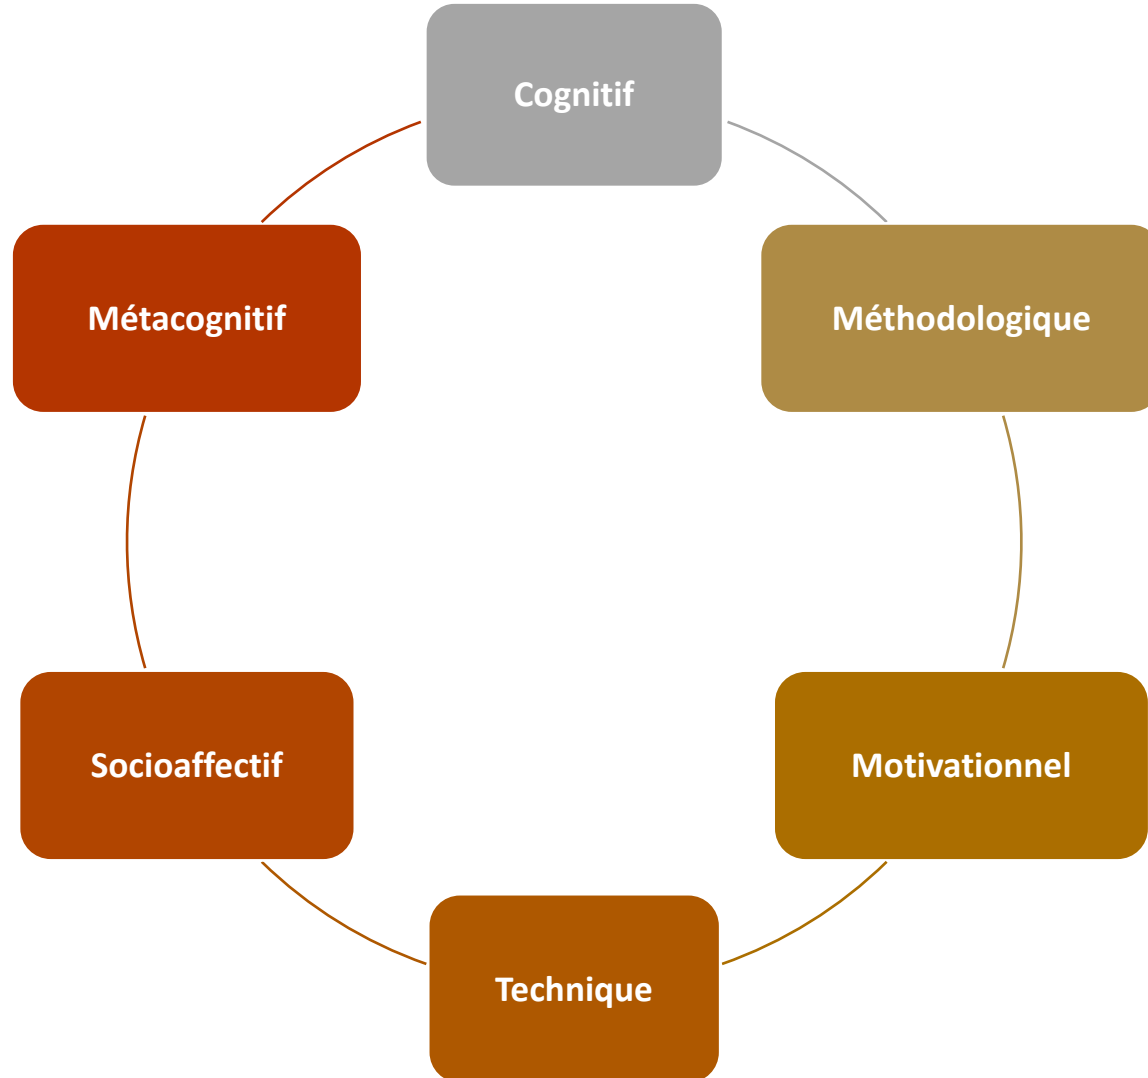 Cognitif
Méthodologique
Motivationnel
Technique
Socioaffectif
Métacognitif